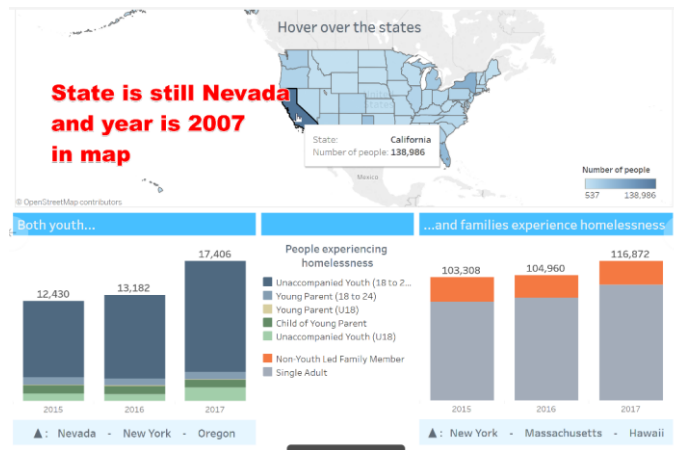 Hover over the states
State is still Nevada
and year is 2007
in map
State: California
Number of people: 138,986
Mexico
Number of people
537 138,986
© OpenStreetMap contributors
Both youth...
...and families experience homelessness
People experiencing
homelessness
Unaccompanied Youth (18 to 2...
Young Parent (18 to 24)
Young Parent (U18)
Child of Young Parent
Unaccompanied Youth (U18)
Non-Youth Led Family Member
Single Adult
12,430
13,182
17,406
2015 2016 2017
▲: Nevada - New York - Oregon
103,308
104,960
116,872
2015 2016 2017
▲: New York - Massachusetts - Hawaii